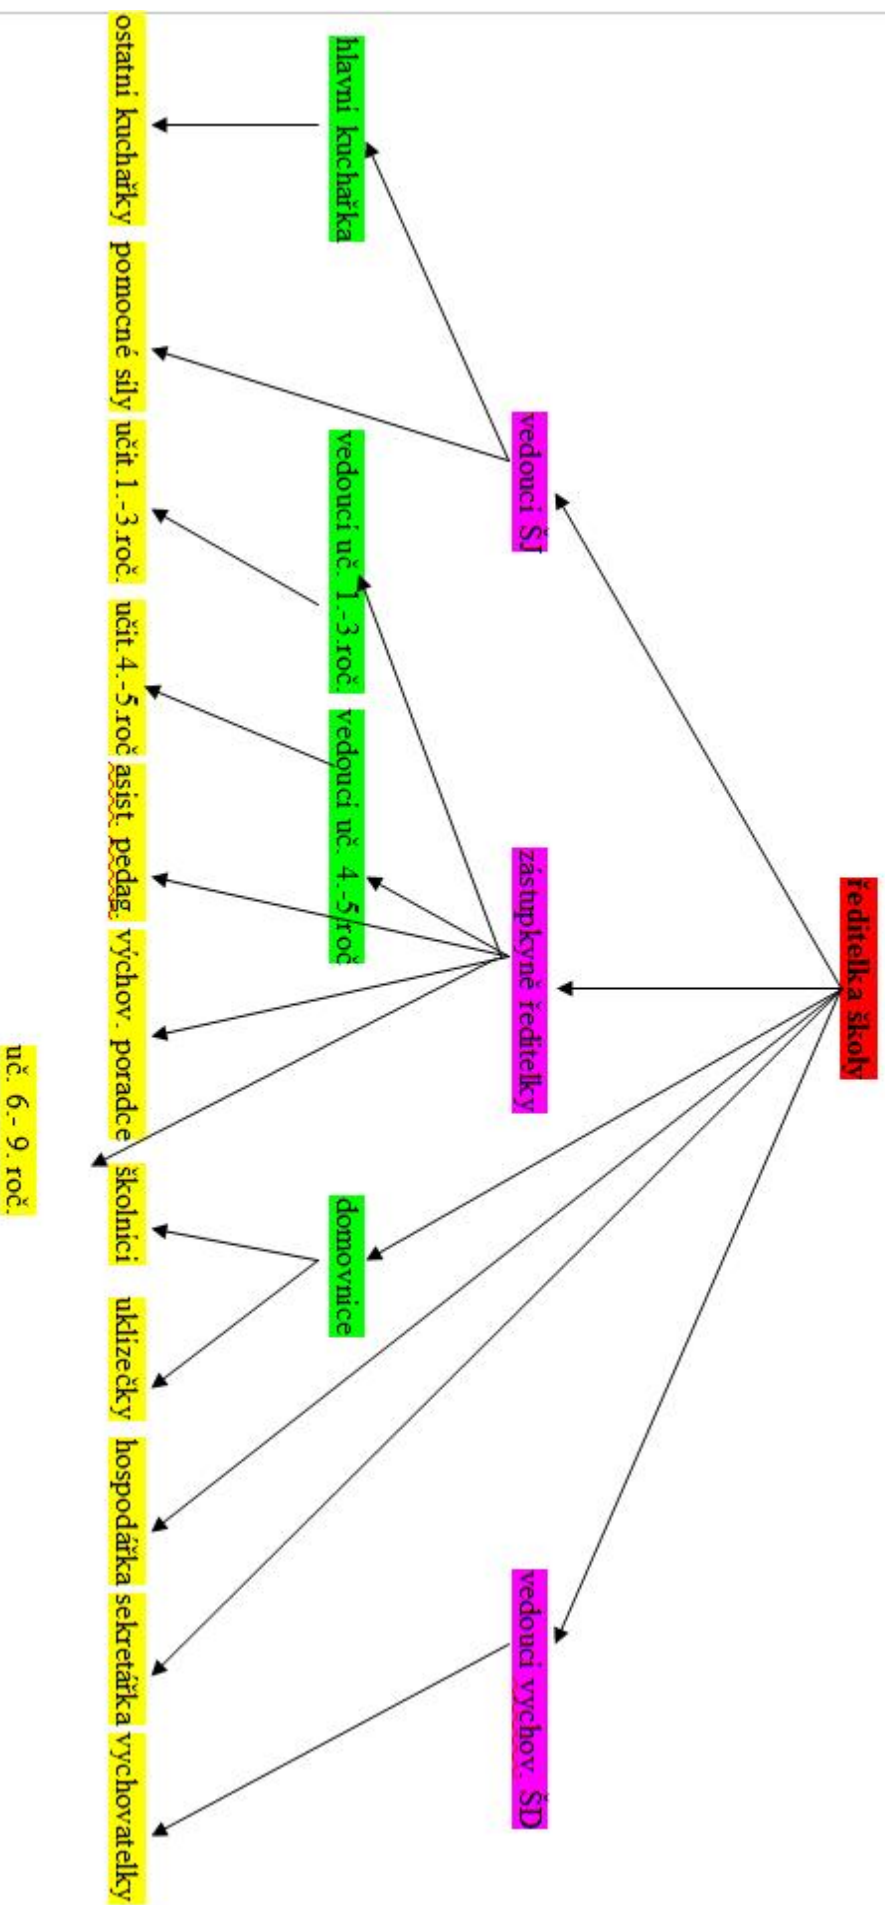 ředitelka školy
vedoucí ŠJ
zástupkyně ředitelky
vedoucí vychov. ŠD
hlavní kuchařka
vedoucí uč. 1.-3.roč.
vedoucí uč. 4.-5.roč
domovnice
ostatní kuchařky
pomocné síly
učit.1.-3.roč.
učit.4.-5.roč
asist. pedag.
výchov. poradce
školníci
uklízečky
hospodářka
sekretářka
vychovatelky
uč. 6.- 9. roč.